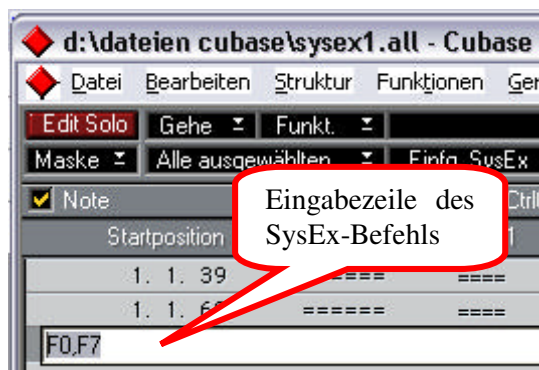 d:\dateien cubase\sysex1.all - Cubase
Datei Bearbeiten Struktur Funktionen
Edit Solo Gehe Funkt.
Maske Alle ausgewählten Einfg. SysEx
Note
Eingabezeile des
SysEx-Befehls
Startposition
1. 1. 39 ====== ====
1. 1. ====== ====
F0,F7